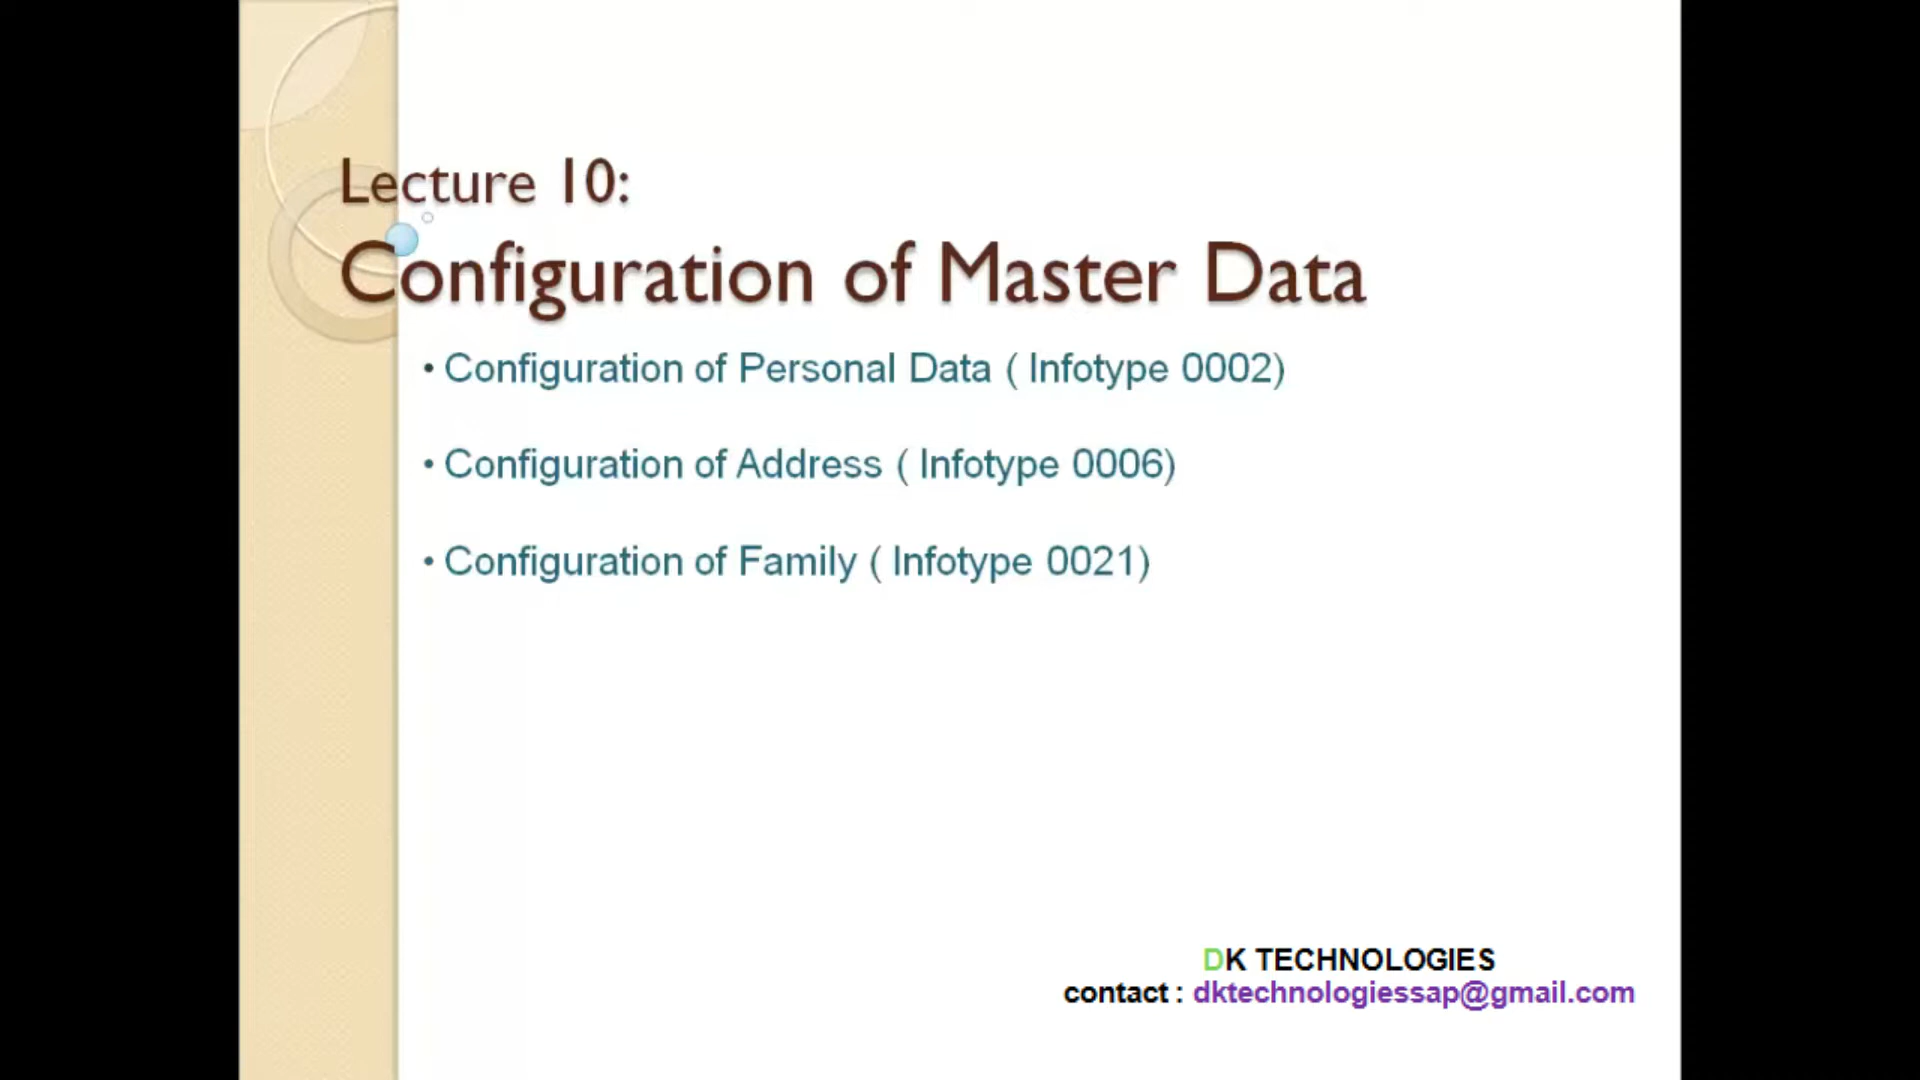 Lecture 10:
Configuration of Master Data
• Configuration of Personal Data ( Infotype 0002)
• Configuration of Address ( Infotype 0006)
• Configuration of Family ( Infotype 0021)
DK TECHNOLOGIES
contact : dktechnologiessap@gmail.com